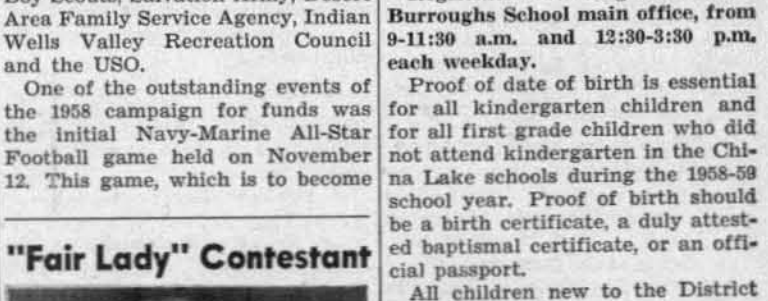 Area Family Service Agency, Indian
Wells Valley Recreation Council
and the USO.
One of the outstanding events of
the 1958 campaign for funds was
the initial Navy-Marine All-Star
Football game held on November
12. This game, which is to become
"Fair Lady" Contestant
Burroughs School main office, from
9-11:30 a.m. and 12:30-3:30 p.m.
each weekday.
Proof of date of birth is essential
for all kindergarten children and
for all first grade children who did
not attend kindergarten in the Chi-
na Lake schools during the 1958-59
school year. Proof of birth should
be a birth certificate, a duly attest-
ed baptismal certificate, or an offi-
cial passport.
All children new to the District